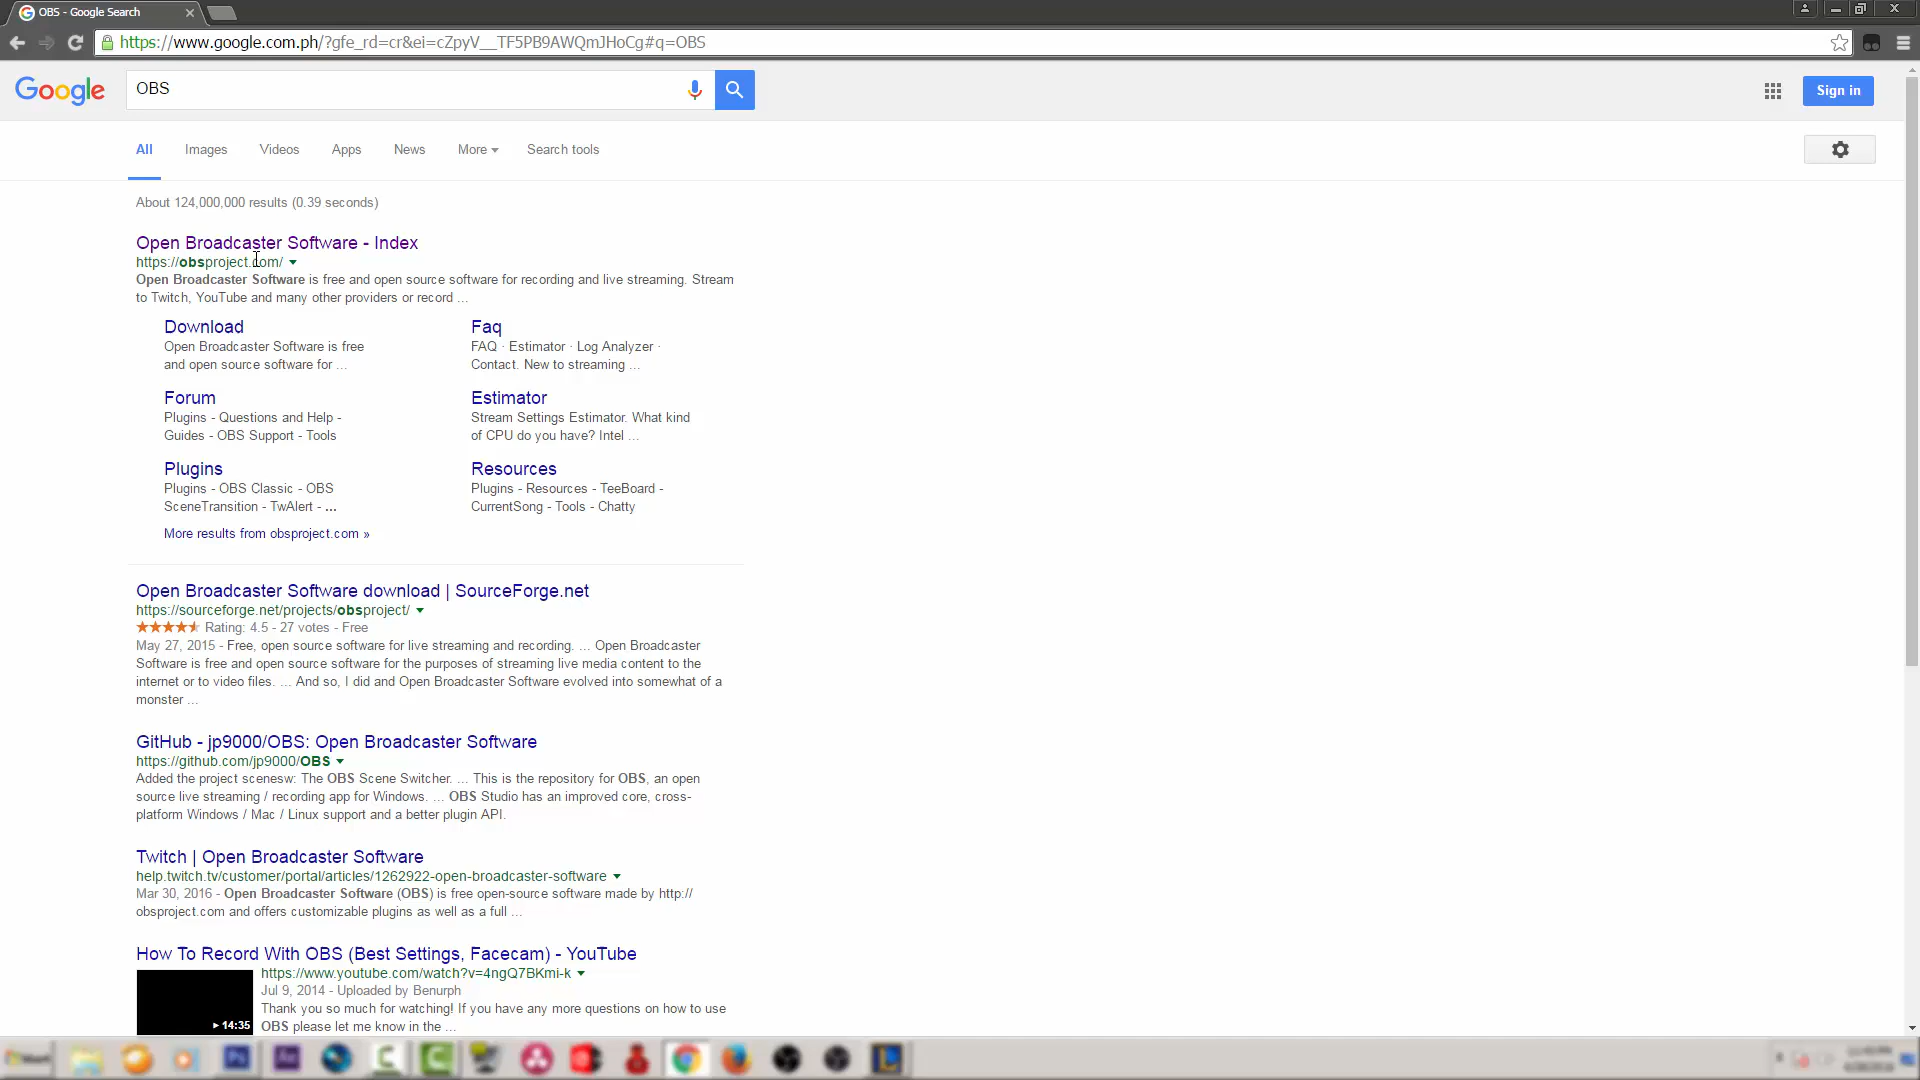 OBS - Google Search
https://www.google.com.ph/?gfe_rd=cr&ei=cZpyV__TF5PB9AWQmJHoCg#q=OBS
Google
OBS
Sign in
All Images Videos Apps News More Search tools
About 124,000,000 results (0.39 seconds)
Open Broadcaster Software - Index
https://obsproject.com/
Open Broadcaster Software is free and open source software for recording and live streaming. Stream
to Twitch, YouTube and many other providers or record ...
Download
Open Broadcaster Software is free
and open source software for ...
Faq
FAQ · Estimator · Log Analyzer ·
Contact. New to streaming ...
Forum
Plugins - Questions and Help -
Guides - OBS Support - Tools
Estimator
Stream Settings Estimator. What kind
of CPU do you have? Intel ...
Plugins
Plugins - OBS Classic - OBS
SceneTransition - TwAlert - ...
Resources
Plugins - Resources - TeeBoard -
CurrentSong - Tools - Chatty
More results from obsproject.com »
Open Broadcaster Software download | SourceForge.net
https://sourceforge.net/projects/obsproject/
Rating: 4.5 - 27 votes - Free
May 27, 2015 - Free, open source software for live streaming and recording. ... Open Broadcaster
Software is free and open source software for the purposes of streaming live media content to the
internet or to video files. ... And so, I did and Open Broadcaster Software evolved into somewhat of a
monster ...
GitHub - jp9000/OBS: Open Broadcaster Software
https://github.com/jp9000/OBS
Added the project scenesw: The OBS Scene Switcher. ... This is the repository for OBS, an open
source live streaming / recording app for Windows. ... OBS Studio has an improved core, cross-
platform Windows / Mac / Linux support and a better plugin API.
Twitch | Open Broadcaster Software
help.twitch.tv/customer/portal/articles/1262922-open-broadcaster-software
Mar 30, 2016 - Open Broadcaster Software (OBS) is free open-source software made by http://
obsproject.com and offers customizable plugins as well as a full ...
How To Record With OBS (Best Settings, Facecam) - YouTube
https://www.youtube.com/watch?v=4ngQ7BKmi-k
Jul 9, 2014 - Uploaded by Benurph
Thank you so much for watching! If you have any more questions on how to use
OBS please let me know in the ...
14:35
Ps
Ae